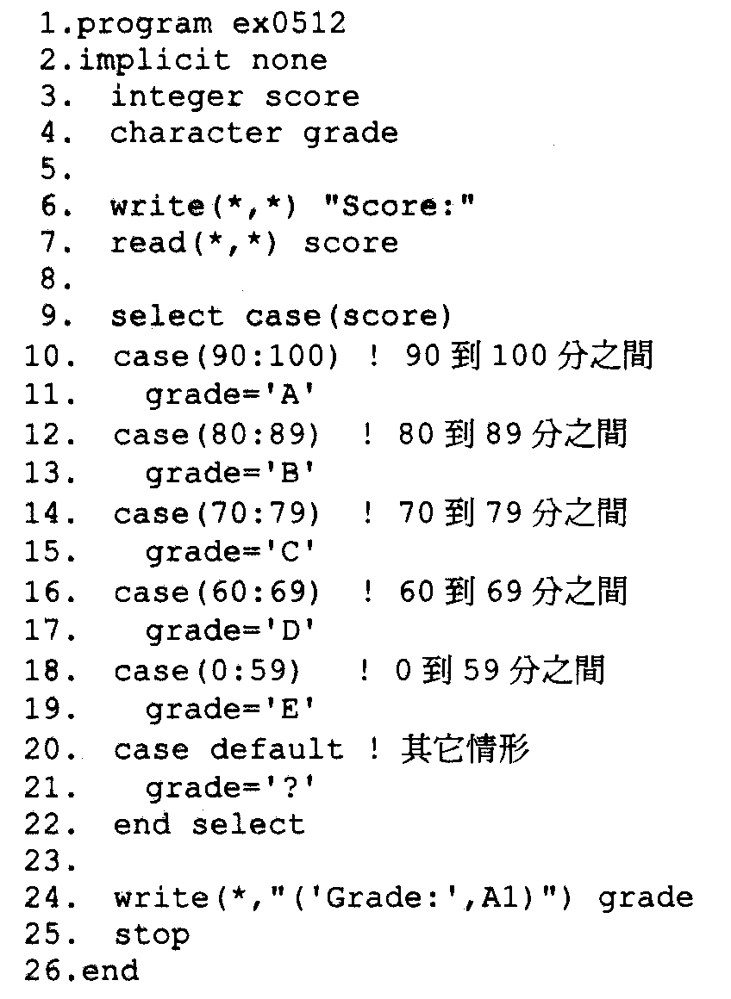 1.program ex0512
2.implicit none
3.  integer score
4.  character grade
5.
6.  write(*,*) "Score:"
7.  read(*,*) score
8.
9.  select case(score)
10.  case(90:100) ! 90 到 100 分之間
11.    grade='A'
12.  case(80:89)  ! 80 到 89 分之間
13.    grade='B'
14.  case(70:79)  ! 70 到 79 分之間
15.    grade='C'
16.  case(60:69)  ! 60 到 69 分之間
17.    grade='D'
18.  case(0:59)   ! 0 到 59 分之間
19.    grade='E'
20.  case default ! 其它情形
21.    grade='?'
22.  end select
23.
24.  write(*,"('Grade:',A1)") grade
25.  stop
26.end